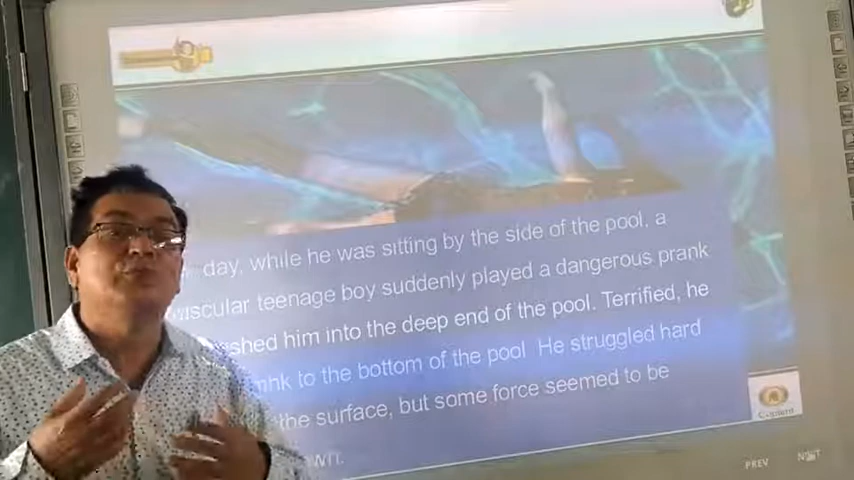 day, while he was sitting by the side of the pool, a
muscular teenage boy suddenly played a dangerous prank
him into the deep end of the pool. Terrified, he
to the bottom of the pool. He struggled hard
the surface, but some force seemed to be
C-ontent
PREV NEXT